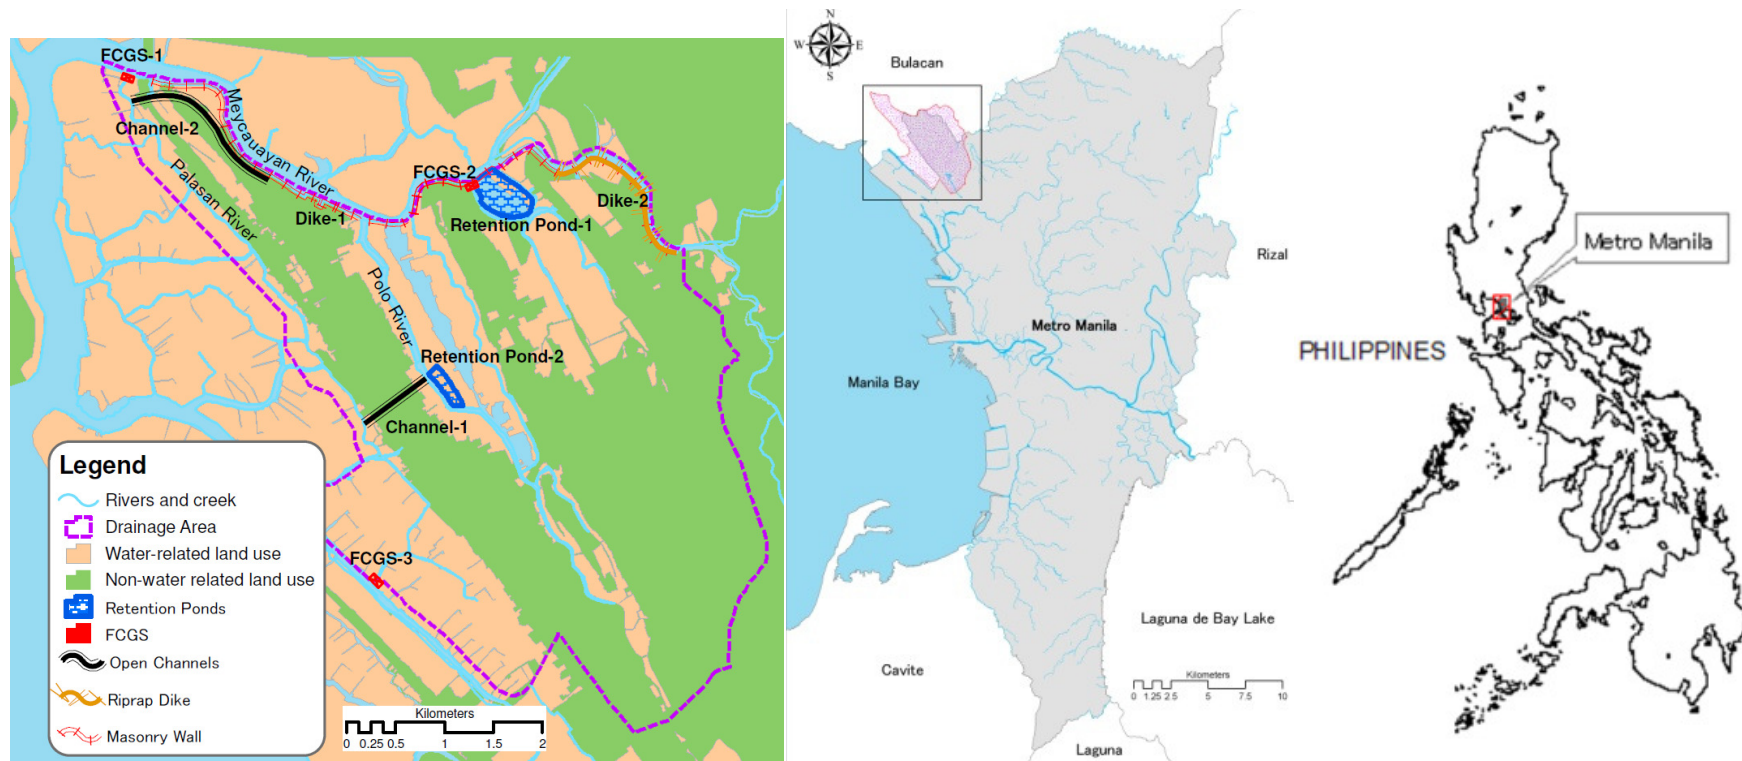 FCGS-1
Channel-2
Meycauayan River
Palasan River
FCGS-2
Dike-1
Retention Pond-1
Dike-2
Polo River
Retention Pond-2
Channel-1
FCGS-3
Legend
Rivers and creek
Drainage Area
Water-related land use
Non-water related land use
Retention Ponds
FCGS
Open Channels
Riprap Dike
Masonry Wall
Kilometers
0 0.25 0.5 1 1.5 2
N
W E
S
Bulacan
Rizal
Metro Manila
Manila Bay
Laguna de Bay Lake
Cavite
Laguna
Kilometers
0 1.25 2.5 5 7.5 10
Metro Manila
PHILIPPINES